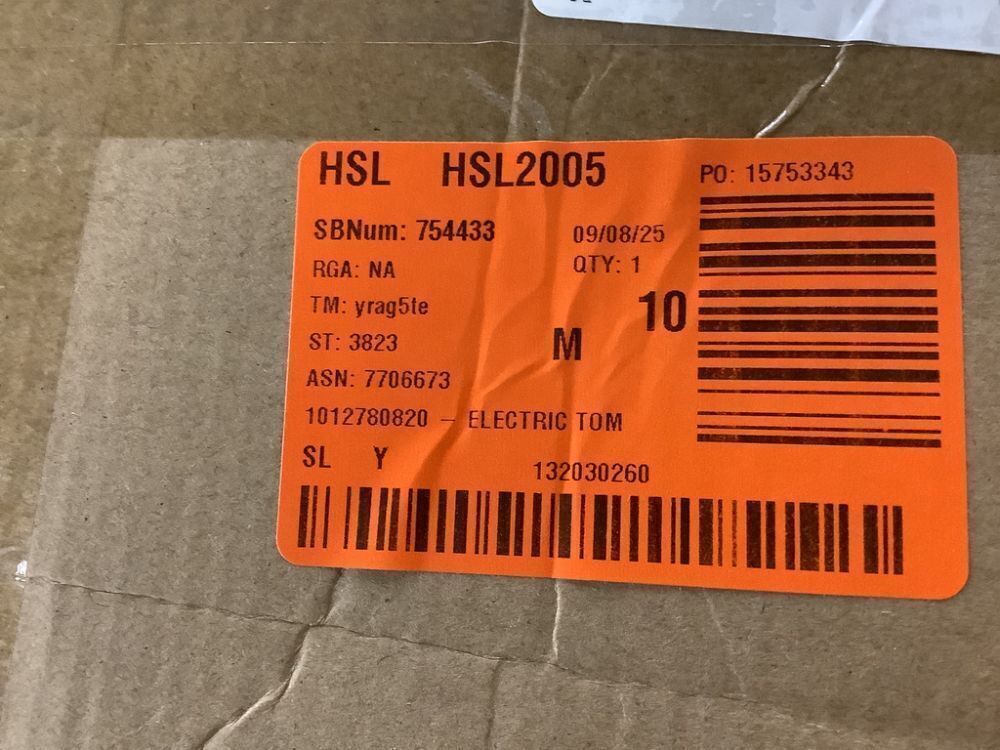 HSL HSL2005 PO: 15753343
SBNum: 754433 09/08/25
RGA: NA QTY: 1
TM: yrag5te 10
ST: 3823 M
ASN: 7706673
1012780820 – ELECTRIC TOM
SL Y 132030260